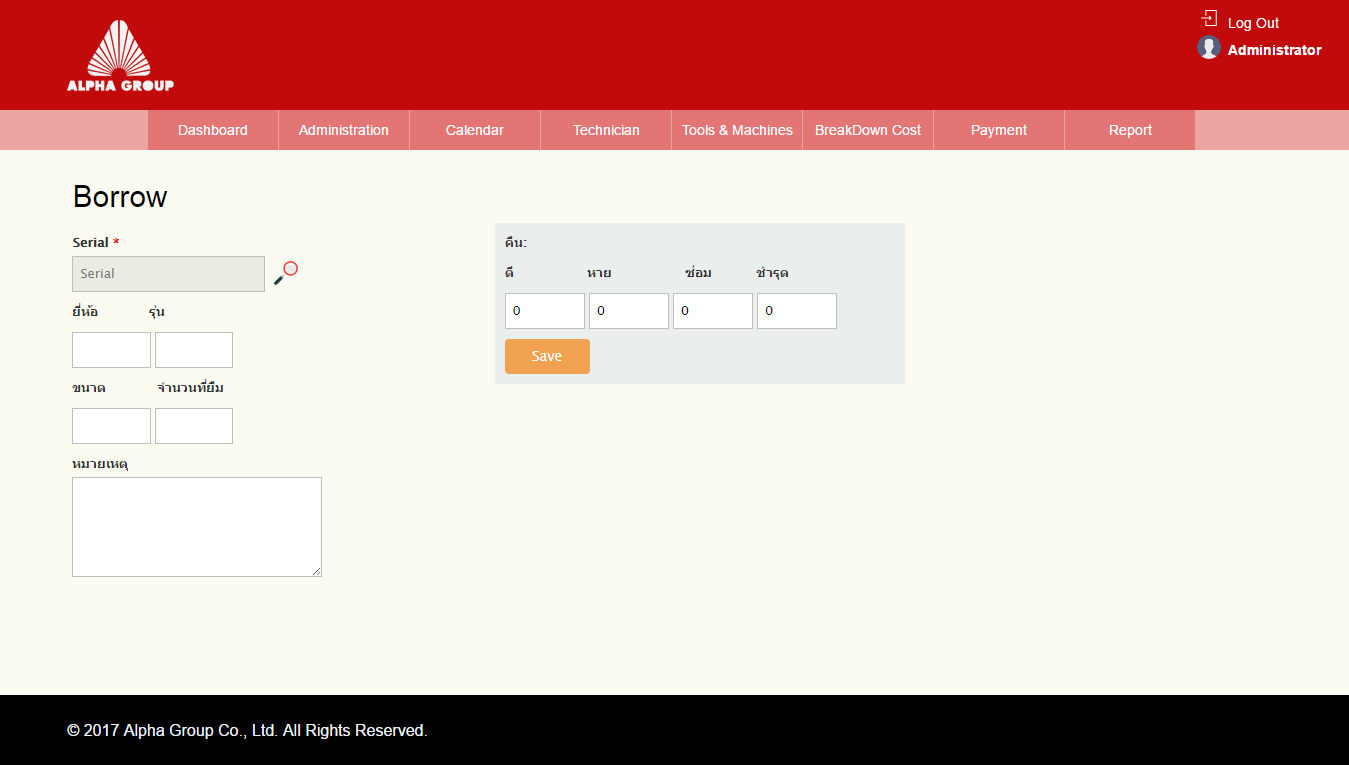 Log Out
Administrator
ALPHA GROUP
Dashboard Administration Calendar Technician Tools & Machines BreakDown Cost Payment Report
Borrow
Serial *
Serial
ยี่ห้อ รุ่น
ขนาด จำนวนที่ยืม
หมายเหตุ
คืน:
ดี หาย ซ่อม ชำรุด
0 0 0 0
Save
© 2017 Alpha Group Co., Ltd. All Rights Reserved.